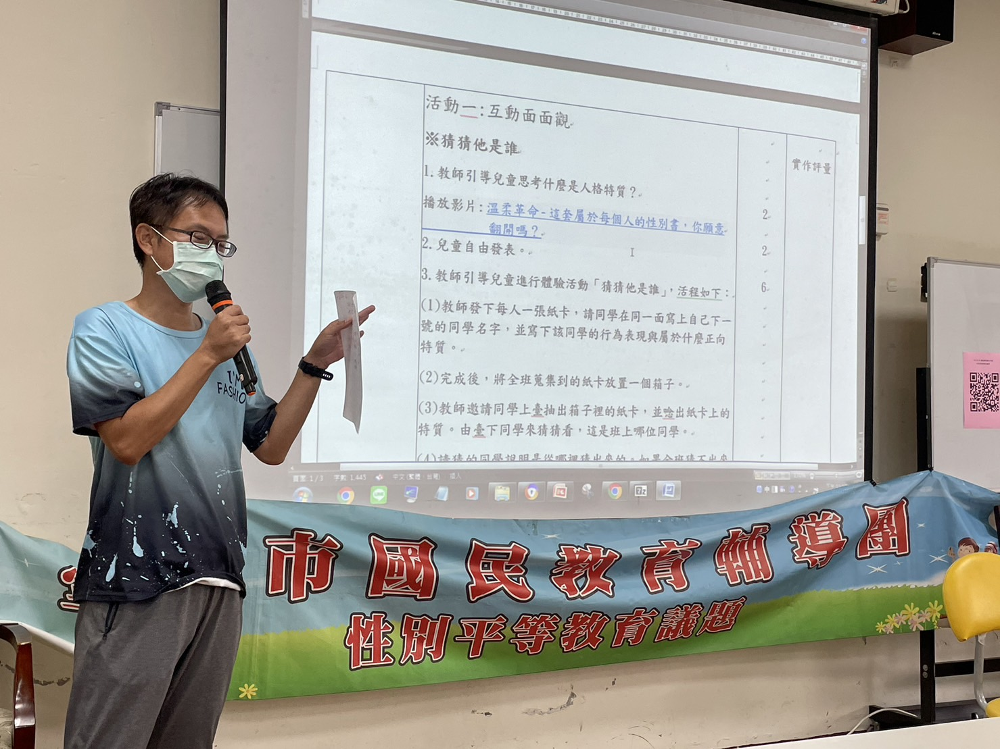 活動一：互動面面觀
※猜猜他是誰
1.教師引導兒童思考什麼是人格特質？
播放影片：溫柔革命-這套屬於每個人的性別書，你願意
翻開嗎？
2.兒童自由發表。
3.教師引導兒童進行體驗活動「猜猜他是誰」，活程如下：
(1)教師發下每人一張紙卡，請同學在同一面寫上自己下一
號的同學名字，並寫下該同學的行為表現與屬於什麼正向
特質。
(2)完成後，將全班蒐集到的紙卡放置一個箱子。
(3)教師邀請同學上臺抽出箱子裡的紙卡，並唸出紙卡上的
特質。由臺下同學來猜猜看，這是班上哪位同學。
(4)請猜的同學說明是從哪裡猜出來的。如果全班猜不出來
2
2
6
實作評量
頁面：1/3
字數：1,445
中文(繁體，台灣)
插入
I'M
FASHIO
市國民教育輔導團
性別平等教育議題